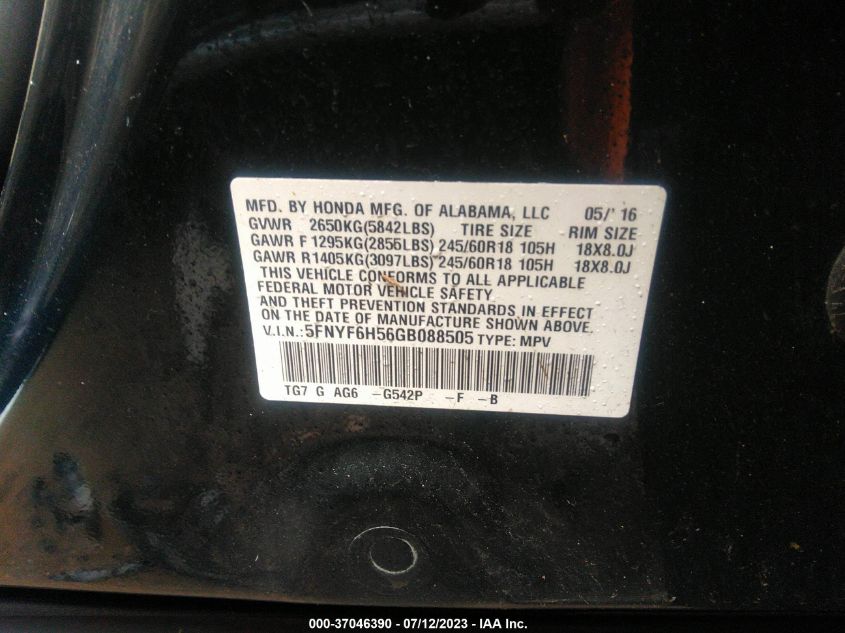 MFD. BY HONDA MFG. OF ALABAMA, LLC 05/'16
GVWR 2650KG(5842LBS) TIRE SIZE RIM SIZE
GAWR F 1295KG(2855LBS) 245/60R18 105H 18X8.0J
GAWR R1405KG(3097LBS) 245/60R18 105H 18X8.0J
THIS VEHICLE CONFORMS TO ALL APPLICABLE
FEDERAL MOTOR VEHICLE SAFETY
AND THEFT PREVENTION STANDARDS IN EFFECT
ON THE DATE OF MANUFACTURE SHOWN ABOVE.
V.I.N.: 5FNYF6H56GB088505 TYPE: MPV
TG7 G AG6 -G542P -F -B
000-37046390 - 07/12/2023 - IAA Inc.